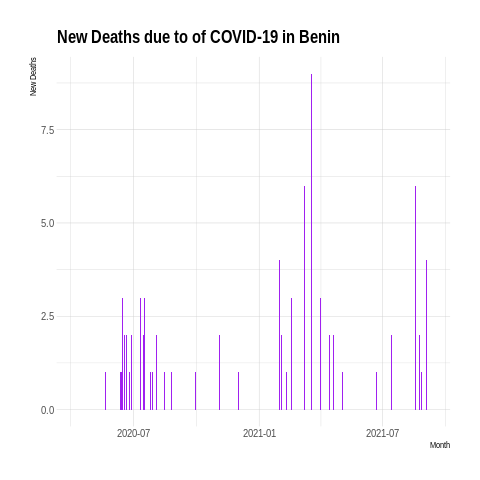 New Deaths due to of COVID-19 in Benin
New Deaths
7.5
5.0
2.5
0.0
2020-07 2021-01 2021-07
Month